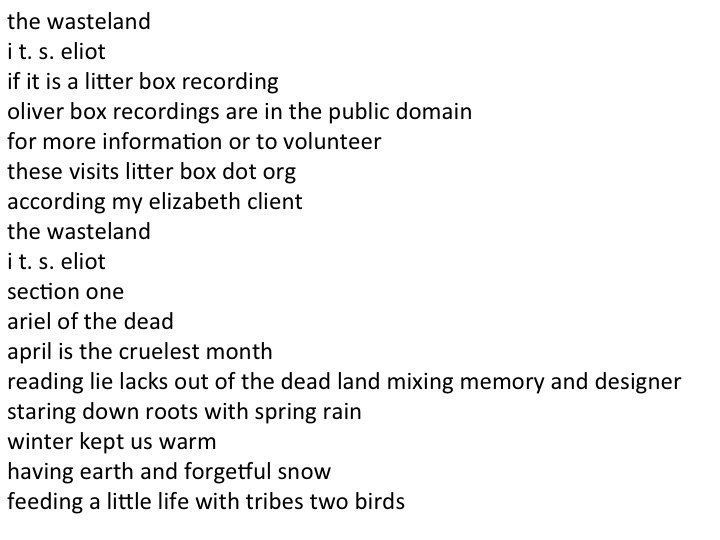 the wasteland
i t. s. eliot
if it is a litter box recording
oliver box recordings are in the public domain
for more information or to volunteer
these visits litter box dot org
according my elizabeth client
the wasteland
i t. s. eliot
section one
ariel of the dead
april is the cruelest month
reading lie lacks out of the dead land mixing memory and designer
staring down roots with spring rain
winter kept us warm
having earth and forgetful snow
feeding a little life with tribes two birds